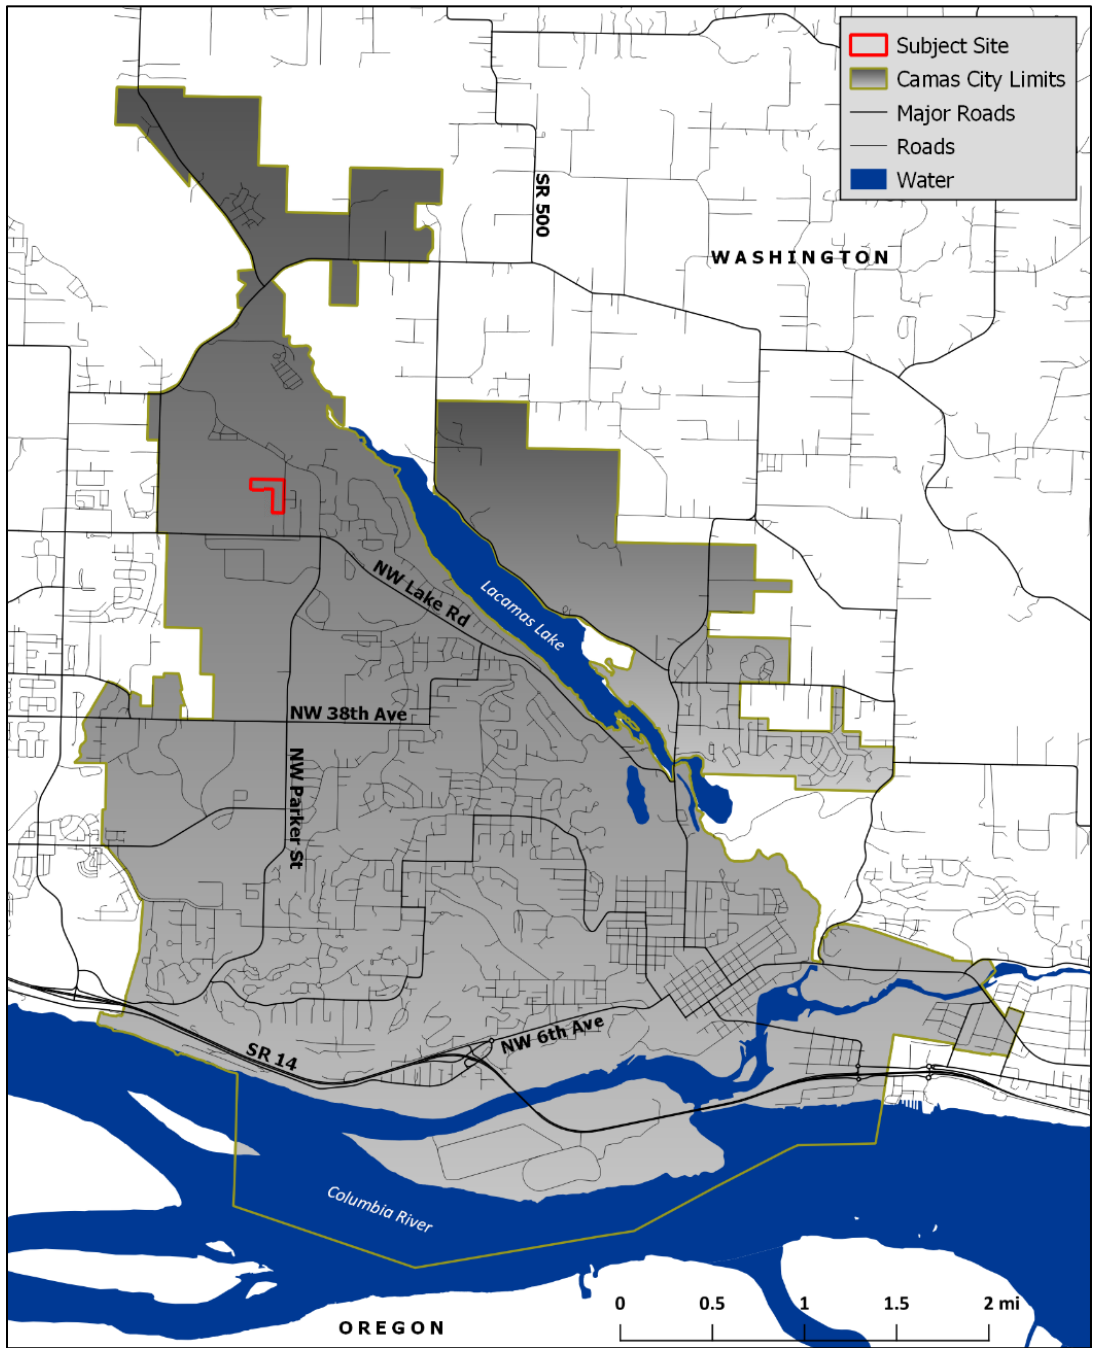 Subject Site
Camas City Limits
Major Roads
Roads
Water
SR 500
WASHINGTON
NW Lake Rd
Lacamas Lake
NW 38th Ave
NW Parker St
NW 6th Ave
SR 14
Columbia River
0 0.5 1 1.5 2 mi
OREGON